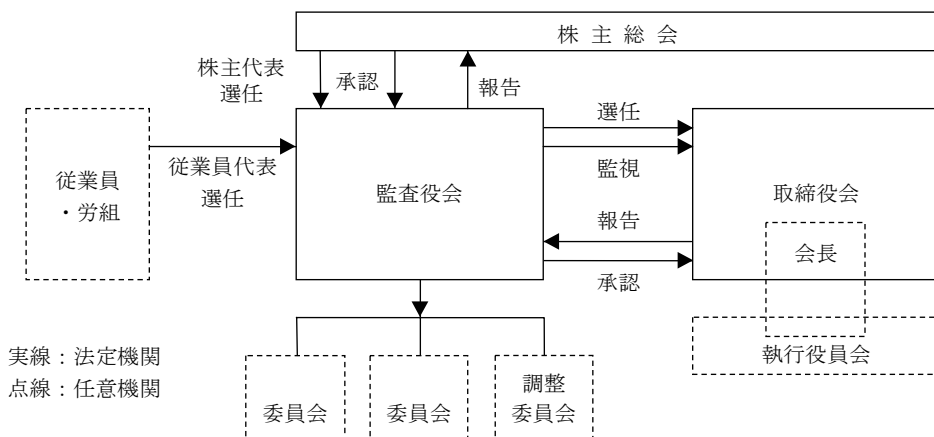 株主総会
株主代表
選任
承認
報告
従業員
・労組
従業員代表
選任
監査役会
選任
監視
報告
承認
取締役会
会長
執行役員会
実線：法定機関
点線：任意機関
委員会
委員会
調整
委員会